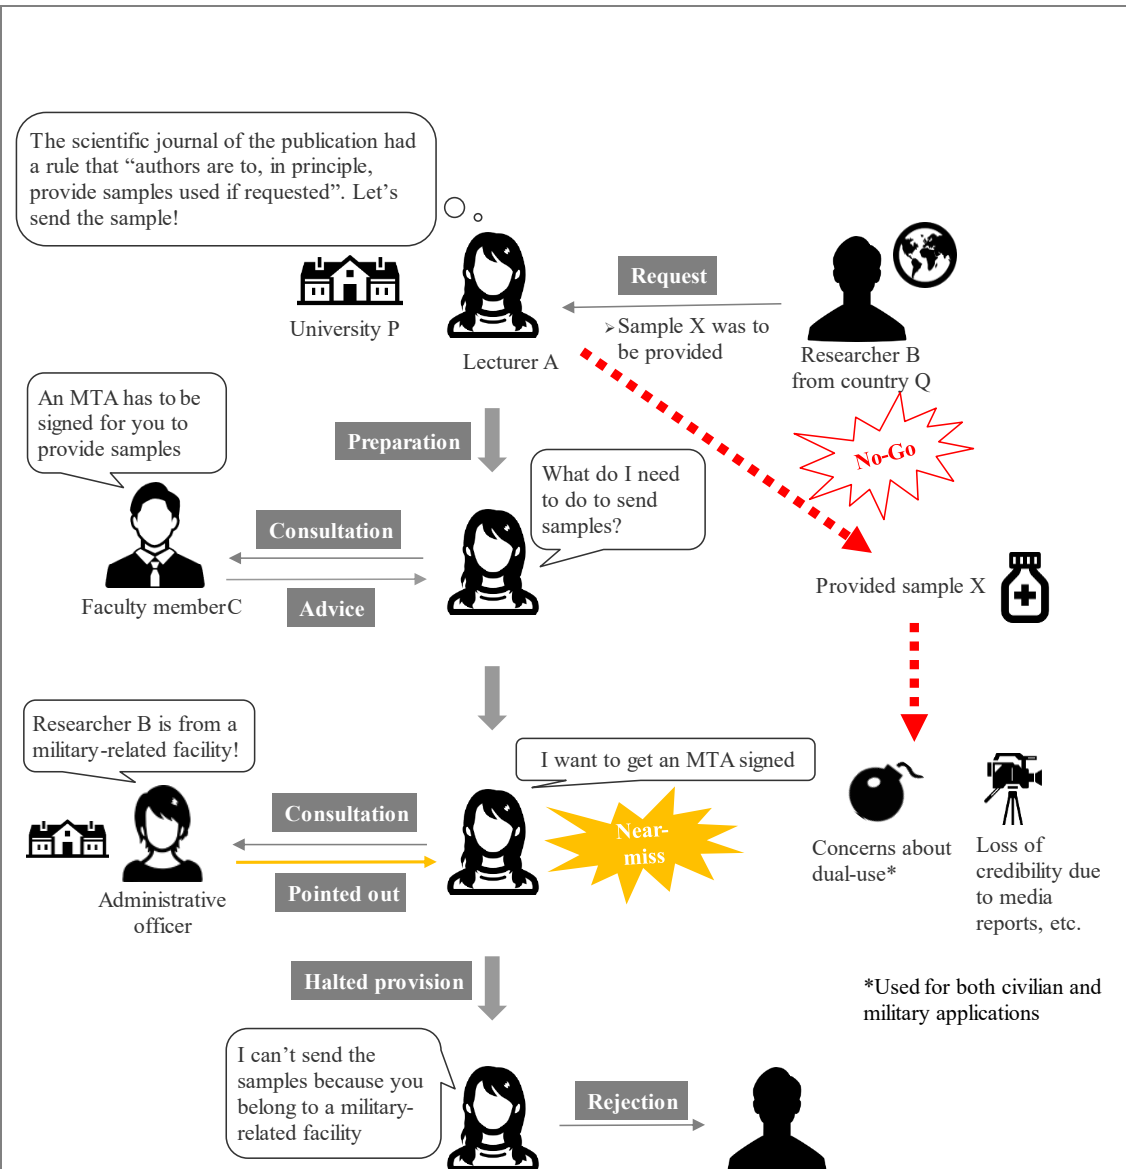 The scientific journal of the publication had
a rule that “authors are to, in principle,
provide samples used if requested”. Let’s
send the sample!
University P
Lecturer A
Request
➢Sample X was to
be provided
Researcher B
from country Q
An MTA has to be
signed for you to
provide samples
Preparation
No-Go
What do I need
to do to send
samples?
Consultation
Advice
Faculty memberC
Provided sample X
Researcher B is from a
military-related facility!
I want to get an MTA signed
Consultation
Near-
miss
Pointed out
Administrative
officer
Concerns about
dual-use*
Loss of
credibility due
to media
reports, etc.
Halted provision
*Used for both civilian and
military applications
I can’t send the
samples because you
belong to a military-
related facility
Rejection